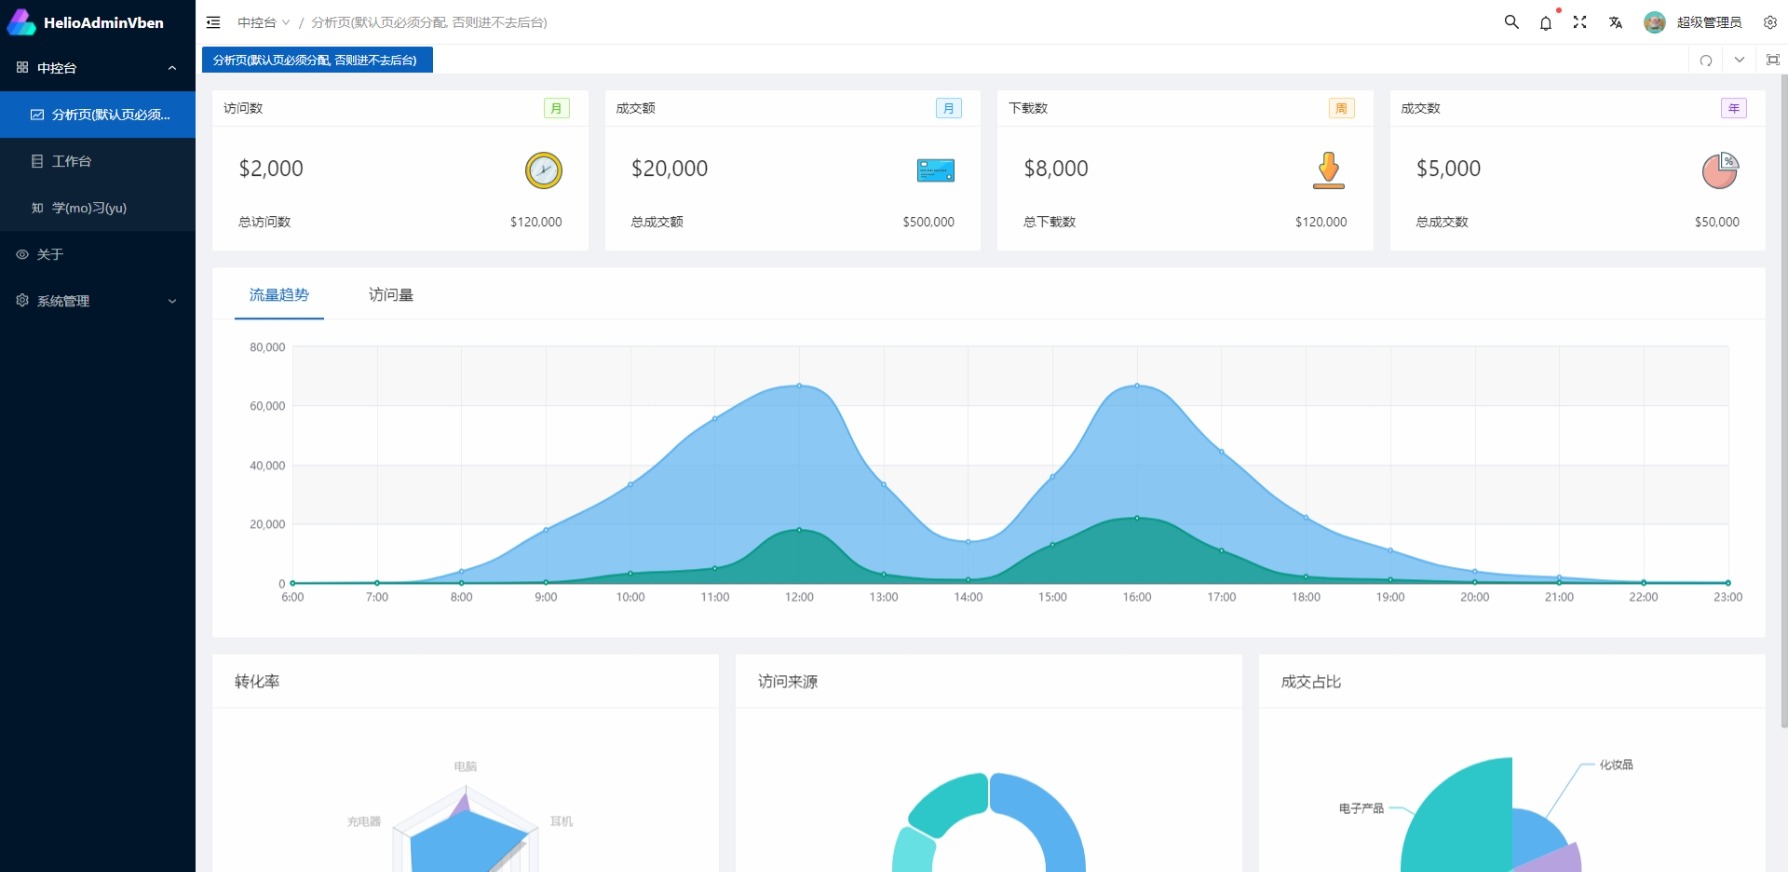 HelioAdminVben
中控台
分析页(默认页必须...
工作台
知 学(mo)习(yu)
关于
系统管理
中控台 / 分析页(默认页必须分配, 否则进不去后台)
超级管理员
分析页(默认页必须分配, 否则进不去后台)
访问数 月
$2,000
总访问数 $120,000
成交额 月
$20,000
总成交额 $500,000
下载数 周
$8,000
总下载数 $120,000
成交数 年
%
$5,000
总成交数 $50,000
流量趋势 访问量
80,000
60,000
40,000
20,000
0
6:00 7:00 8:00 9:00 10:00 11:00 12:00 13:00 14:00 15:00 16:00 17:00 18:00 19:00 20:00 21:00 22:00 23:00
转化率
电脑
充电器 耳机
访问来源
成交占比
化妆品
电子产品